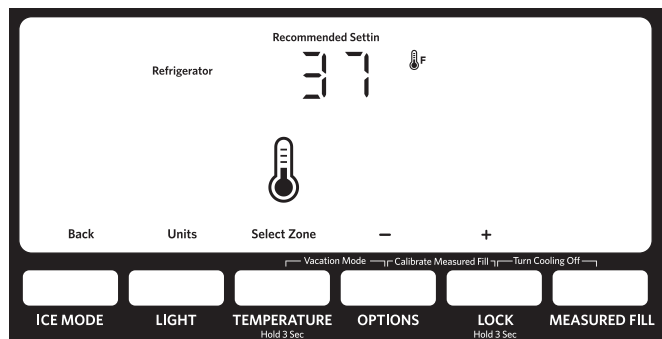 Recommended Settin
Refrigerator
37
F
Back Units Select Zone − +
Vacation Mode Calibrate Measured Fill Turn Cooling Off
ICE MODE LIGHT TEMPERATURE OPTIONS LOCK MEASURED FILL
Hold 3 Sec Hold 3 Sec